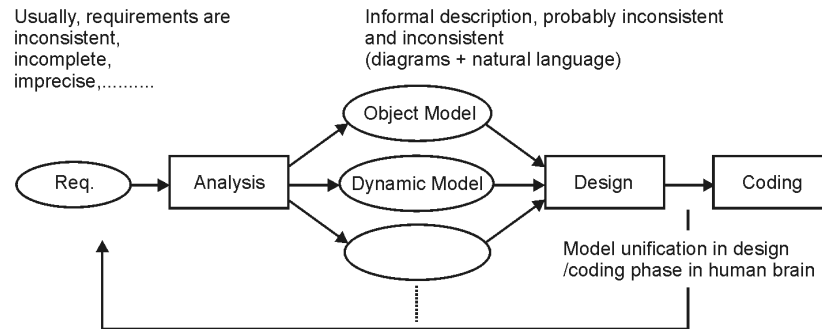 Usually, requirements are
inconsistent,
incomplete,
imprecise,..........
Informal description, probably inconsistent
and inconsistent
(diagrams + natural language)
Object Model
Req.
Analysis
Dynamic Model
Design
Coding
Model unification in design
/coding phase in human brain